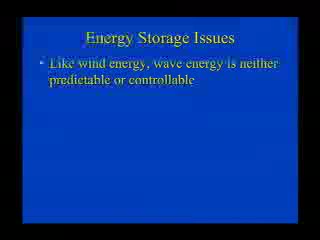 Energy Storage Issues
Like wind energy, wave energy is neither
predictable or controllable